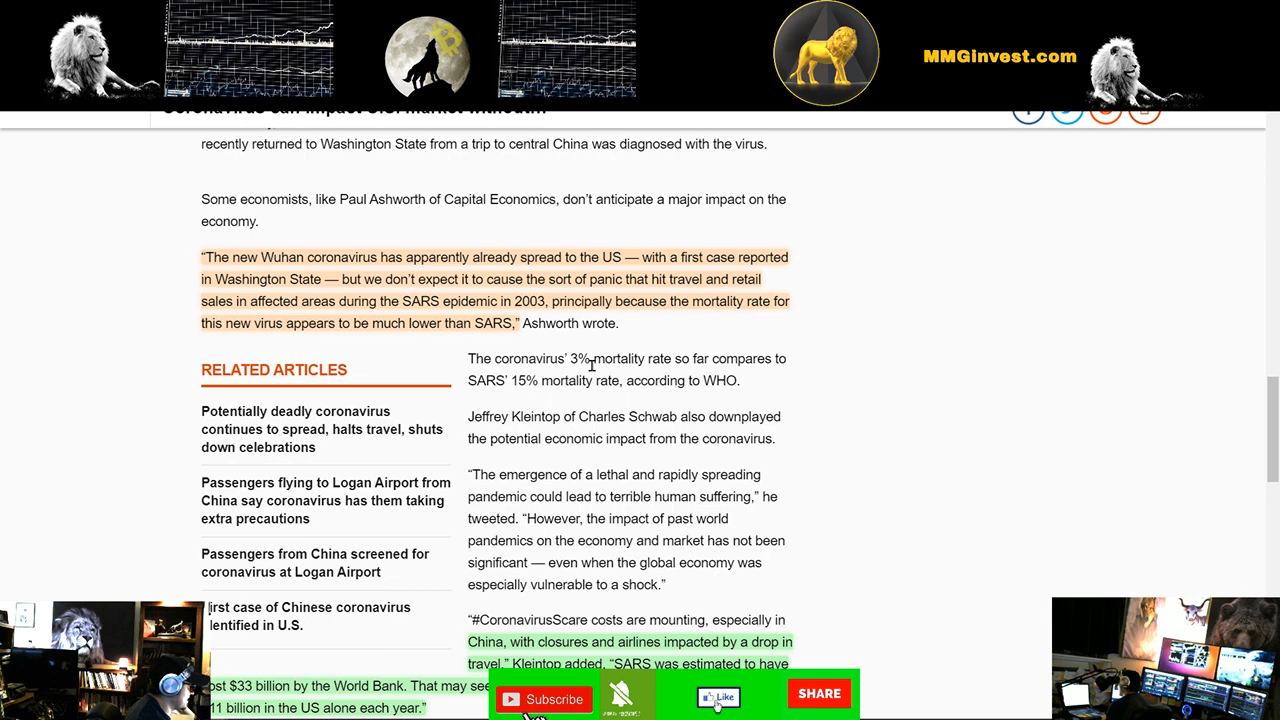 MMGinvest.com
Coronavirus can impact U.S. market without...
recently returned to Washington State from a trip to central China was diagnosed with the virus.
Some economists, like Paul Ashworth of Capital Economics, don’t anticipate a major impact on the
economy.
“The new Wuhan coronavirus has apparently already spread to the US — with a first case reported
in Washington State — but we don’t expect it to cause the sort of panic that hit travel and retail
sales in affected areas during the SARS epidemic in 2003, principally because the mortality rate for
this new virus appears to be much lower than SARS,” Ashworth wrote.
RELATED ARTICLES
Potentially deadly coronavirus
continues to spread, halts travel, shuts
down celebrations
Passengers flying to Logan Airport from
China say coronavirus has them taking
extra precautions
Passengers from China screened for
coronavirus at Logan Airport
irst case of Chinese coronavirus
dentified in U.S.
The coronavirus’ 3% mortality rate so far compares to
SARS’ 15% mortality rate, according to WHO.
Jeffrey Kleintop of Charles Schwab also downplayed
the potential economic impact from the coronavirus.
“The emergence of a lethal and rapidly spreading
pandemic could lead to terrible human suffering,” he
tweeted. “However, the impact of past world
pandemics on the economy and market has not been
significant — even when the global economy was
especially vulnerable to a shock.”
“#CoronavirusScare costs are mounting, especially in
China, with closures and airlines impacted by a drop in
travel,” Kleintop added. “SARS was estimated to have
ost $33 billion by the World Bank. That may see
11 billion in the US alone each year.”
Subscribe
Like
SHARE